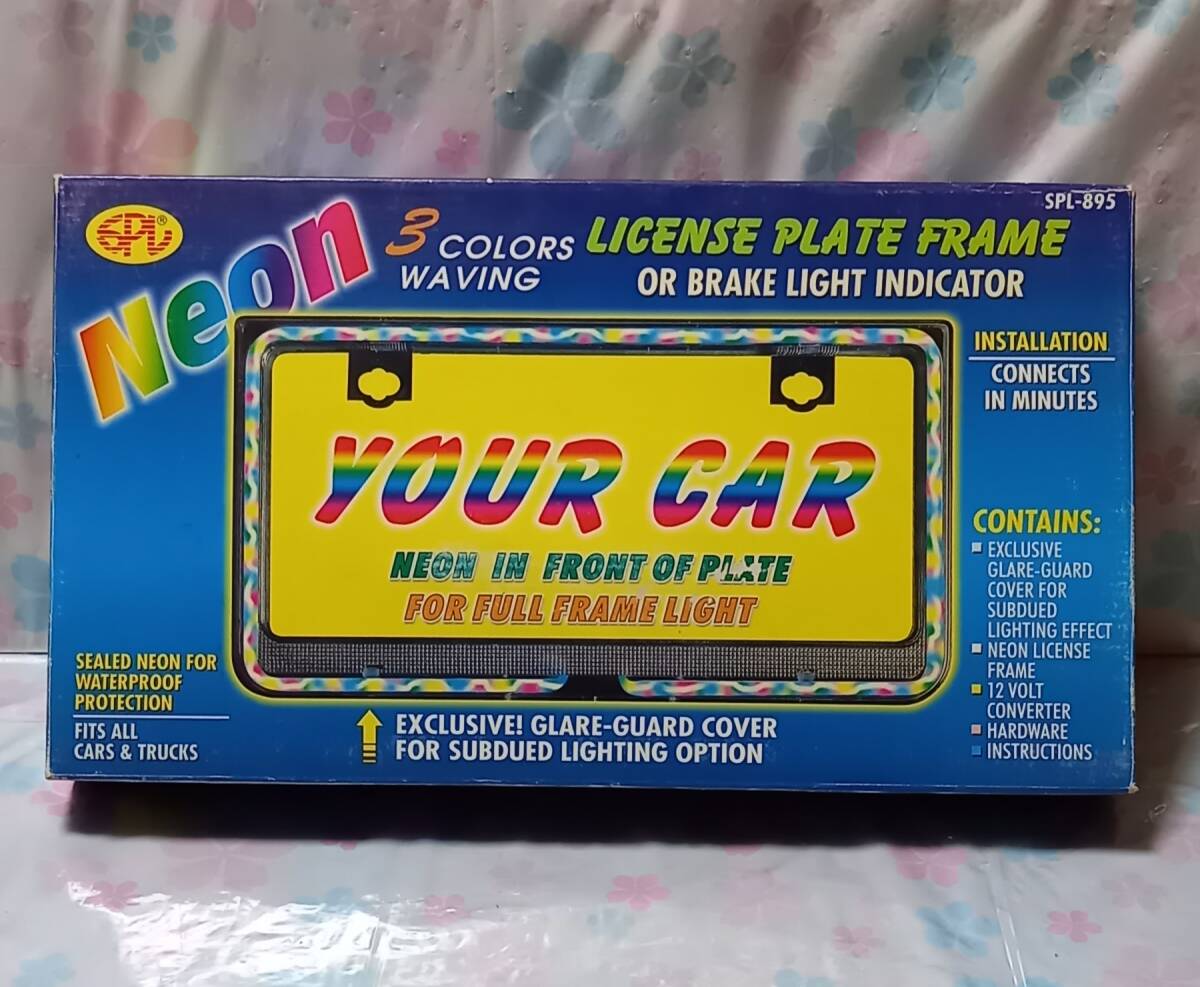 SPL®
SPL-895
Neon
3 COLORS
WAVING
LICENSE PLATE FRAME
OR BRAKE LIGHT INDICATOR
INSTALLATION
CONNECTS
IN MINUTES
YOUR CAR
NEON IN FRONT OF PLATE
FOR FULL FRAME LIGHT
CONTAINS:
EXCLUSIVE
GLARE-GUARD
COVER FOR
SUBDUED
LIGHTING EFFECT
NEON LICENSE
FRAME
12 VOLT
CONVERTER
HARDWARE
INSTRUCTIONS
SEALED NEON FOR
WATERPROOF
PROTECTION
FITS ALL
CARS & TRUCKS
EXCLUSIVE! GLARE-GUARD COVER
FOR SUBDUED LIGHTING OPTION